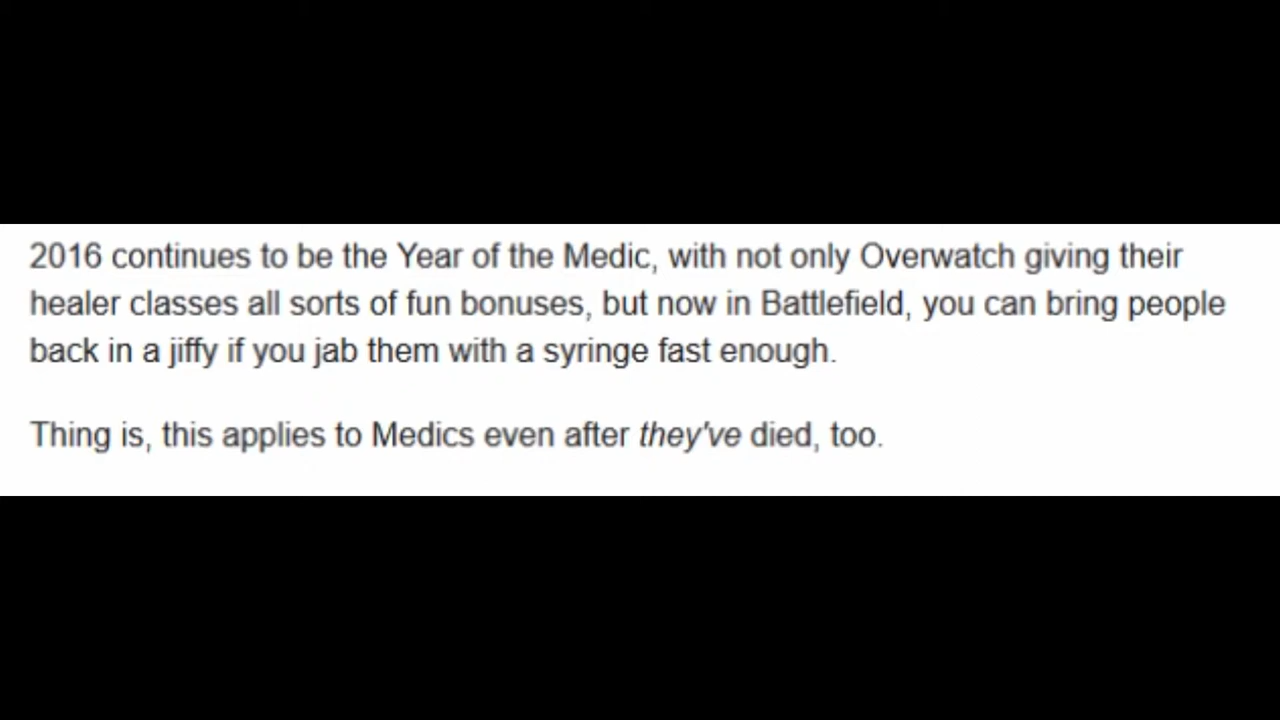 2016 continues to be the Year of the Medic, with not only Overwatch giving their
healer classes all sorts of fun bonuses, but now in Battlefield, you can bring people
back in a jiffy if you jab them with a syringe fast enough.
Thing is, this applies to Medics even after they've died, too.